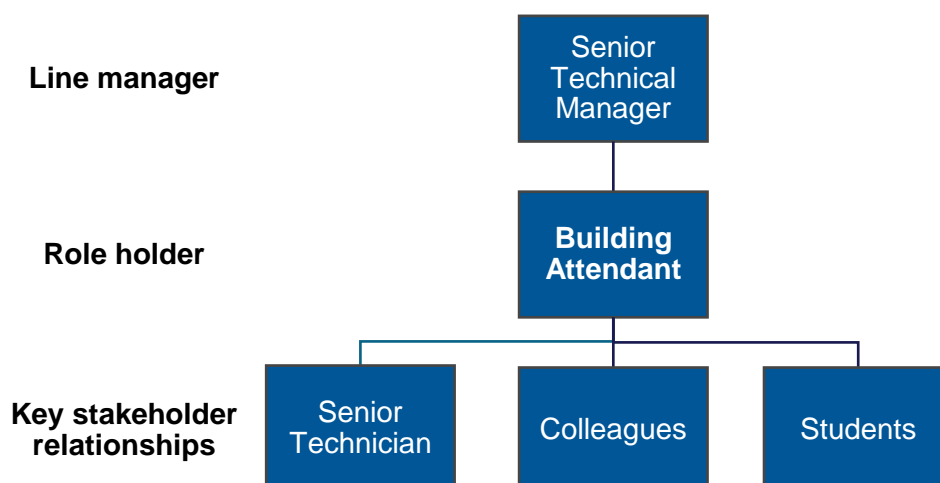 Line manager
Senior
Technical
Manager
Role holder
Building
Attendant
Key stakeholder
relationships
Senior
Technician
Colleagues
Students